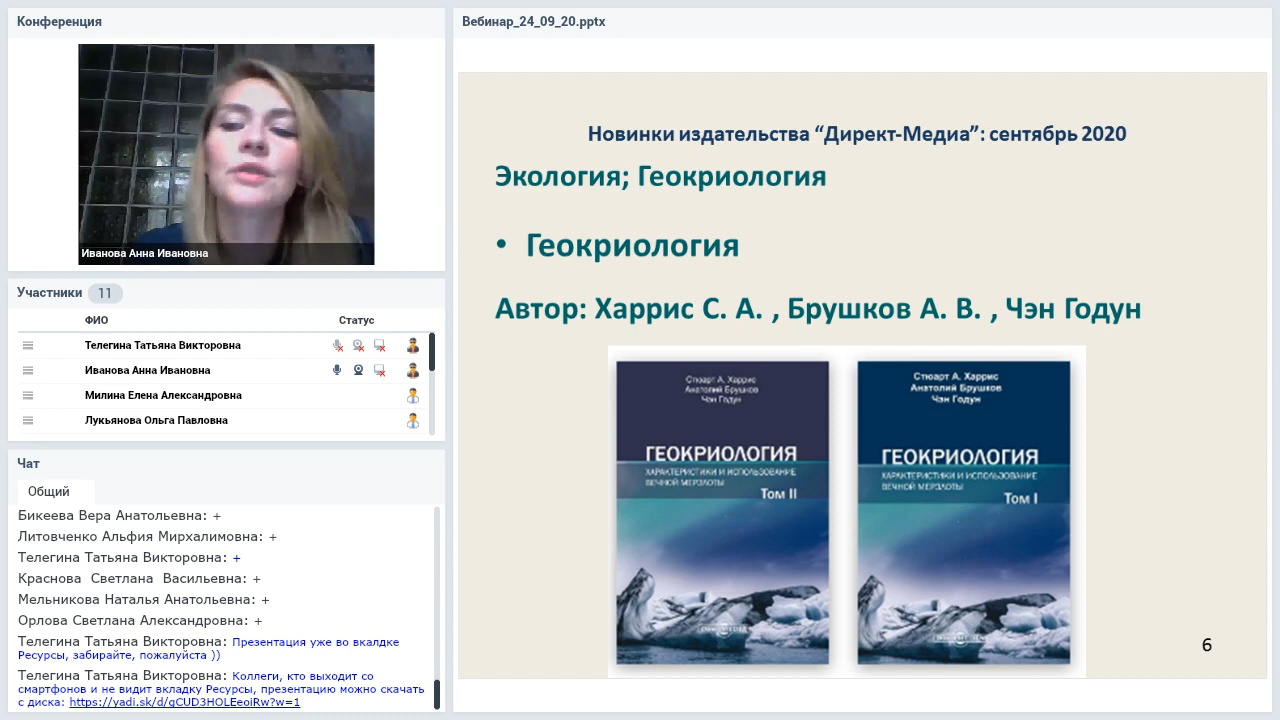 Конференция
Иванова Анна Ивановна
Участники 11
ФИО Статус
Телегина Татьяна Викторовна
Иванова Анна Ивановна
Милина Елена Александровна
Лукьянова Ольга Павловна
Чат
Общий
Бикеева Вера Анатольевна: +
Литовченко Альфия Мирхалимовна: +
Телегина Татьяна Викторовна: +
Краснова Светлана Васильевна: +
Мельникова Наталья Анатольевна: +
Орлова Светлана Александровна: +
Телегина Татьяна Викторовна: Презентация уже во вкалдке
Ресурсы, забирайте, пожалуйста ))
Телегина Татьяна Викторовна: Коллеги, кто выходит со
смартфонов и не видит вкладку Ресурсы, презентацию можно скачать
с диска: https://yadi.sk/d/gCUD3HOLEeoiRw?w=1
Вебинар_24_09_20.pptx
Новинки издательства “Директ-Медиа”: сентябрь 2020
Экология; Геокриология
• Геокриология
Автор: Харрис С. А. , Брушков А. В. , Чэн Годун
Стюарт А. Харрис
Анатолий Брушков
Чэн Годун
ГЕОКРИОЛОГИЯ
ХАРАКТЕРИСТИКИ И ИСПОЛЬЗОВАНИЕ
ВЕЧНОЙ МЕРЗЛОТЫ
Том II
Стюарт А. Харрис
Анатолий Брушков
Чэн Годун
ГЕОКРИОЛОГИЯ
ХАРАКТЕРИСТИКИ И ИСПОЛЬЗОВАНИЕ
ВЕЧНОЙ МЕРЗЛОТЫ
Том I
6